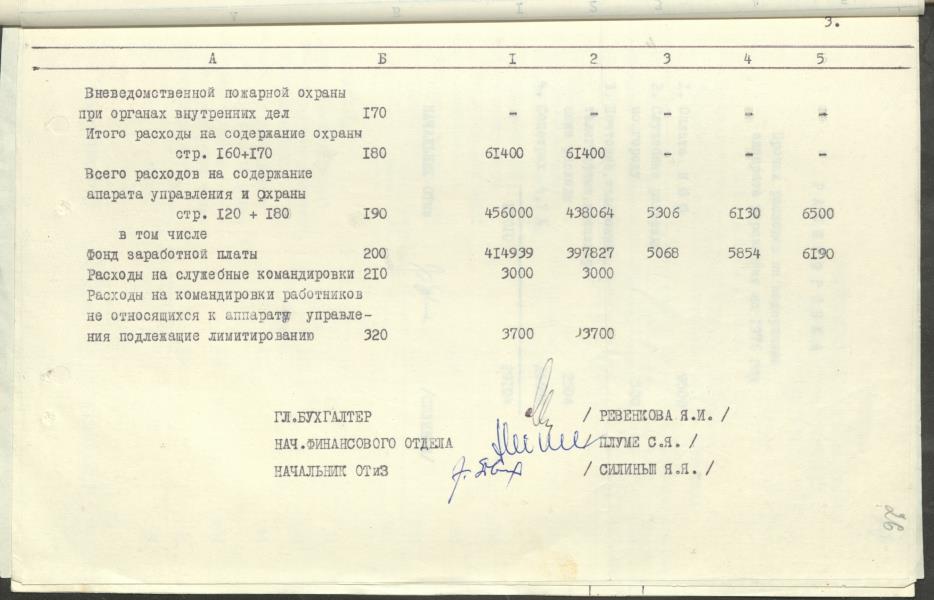 3.
А Б I 2 3 4 5
Вневедомственной пожарной охраны
при органах внутренних дел I70 - - - - -
Итого расходы на содержание охраны
стр. I60+I70 I80 6I400 6I400 - - -
Всего расходов на содержание
апарата управления и охраны
стр. I20 + I80 I90 456000 438064 5306 6I30 6500
в том числе
Фонд заработной платы 200 4I4939 397827 5068 5854 6I90
Расходы на служебные командировки 2I0 3000 3000
Расходы на командировки работников
не относящихся к аппарату управле-
ния подлежащие лимитированию 320 3700 3700
ГЛ.БУХГАЛТЕР / РЕВЕНКОВА Я.И. /
НАЧ.ФИНАНСОВОГО ОТДЕЛА / ПЛУМЕ С.Я. /
НАЧАЛЬНИК ОТиЗ / СИЛИНЬШ Я.Я. /
26